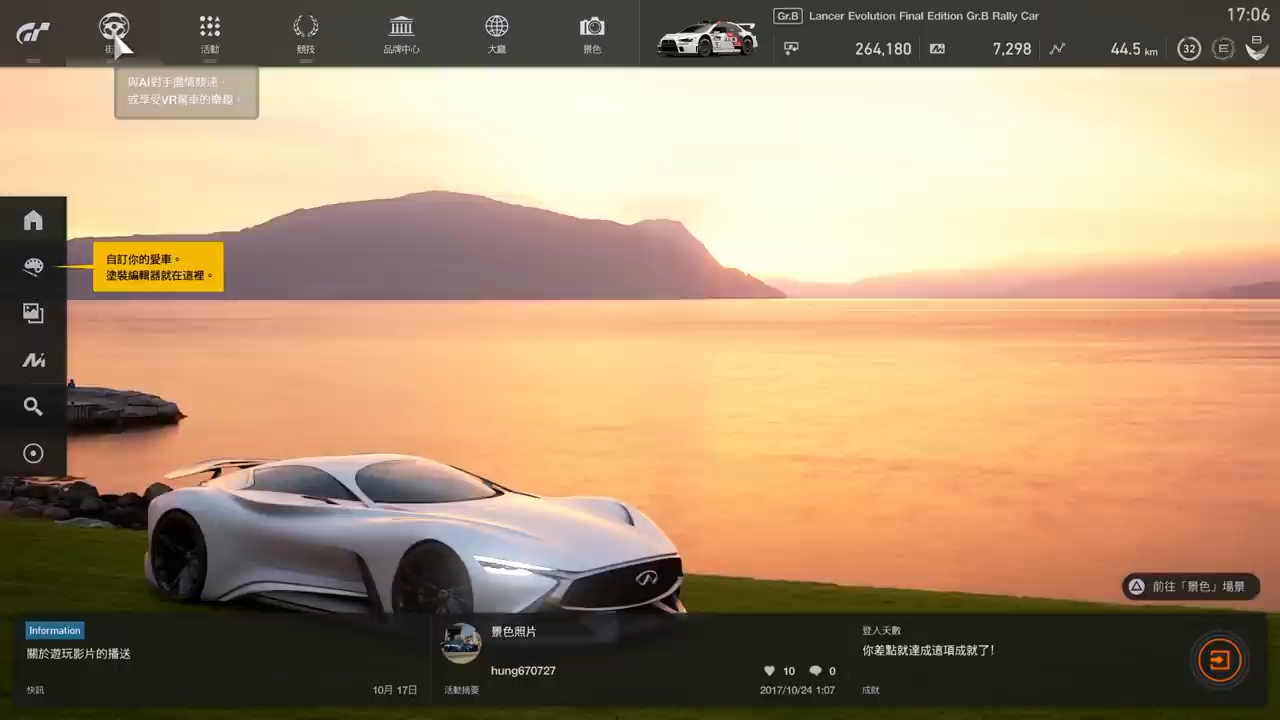 街
活動
競技
品牌中心
大廳
景色
Gr.B
Lancer Evolution Final Edition Gr.B Rally Car
17:06
264,180
7,298
44.5 km
32
E
B
與AI對手盡情競速，
或享受VR駕車的樂趣。
自訂你的愛車。
塗裝編輯器就在這裡。
前往「景色」場景
Information
關於遊玩影片的播送
快訊
10月 17日
景色照片
hung670727
活動摘要
10
0
2017/10/24 1:07
登入天數
你差點就達成這項成就了!
成就